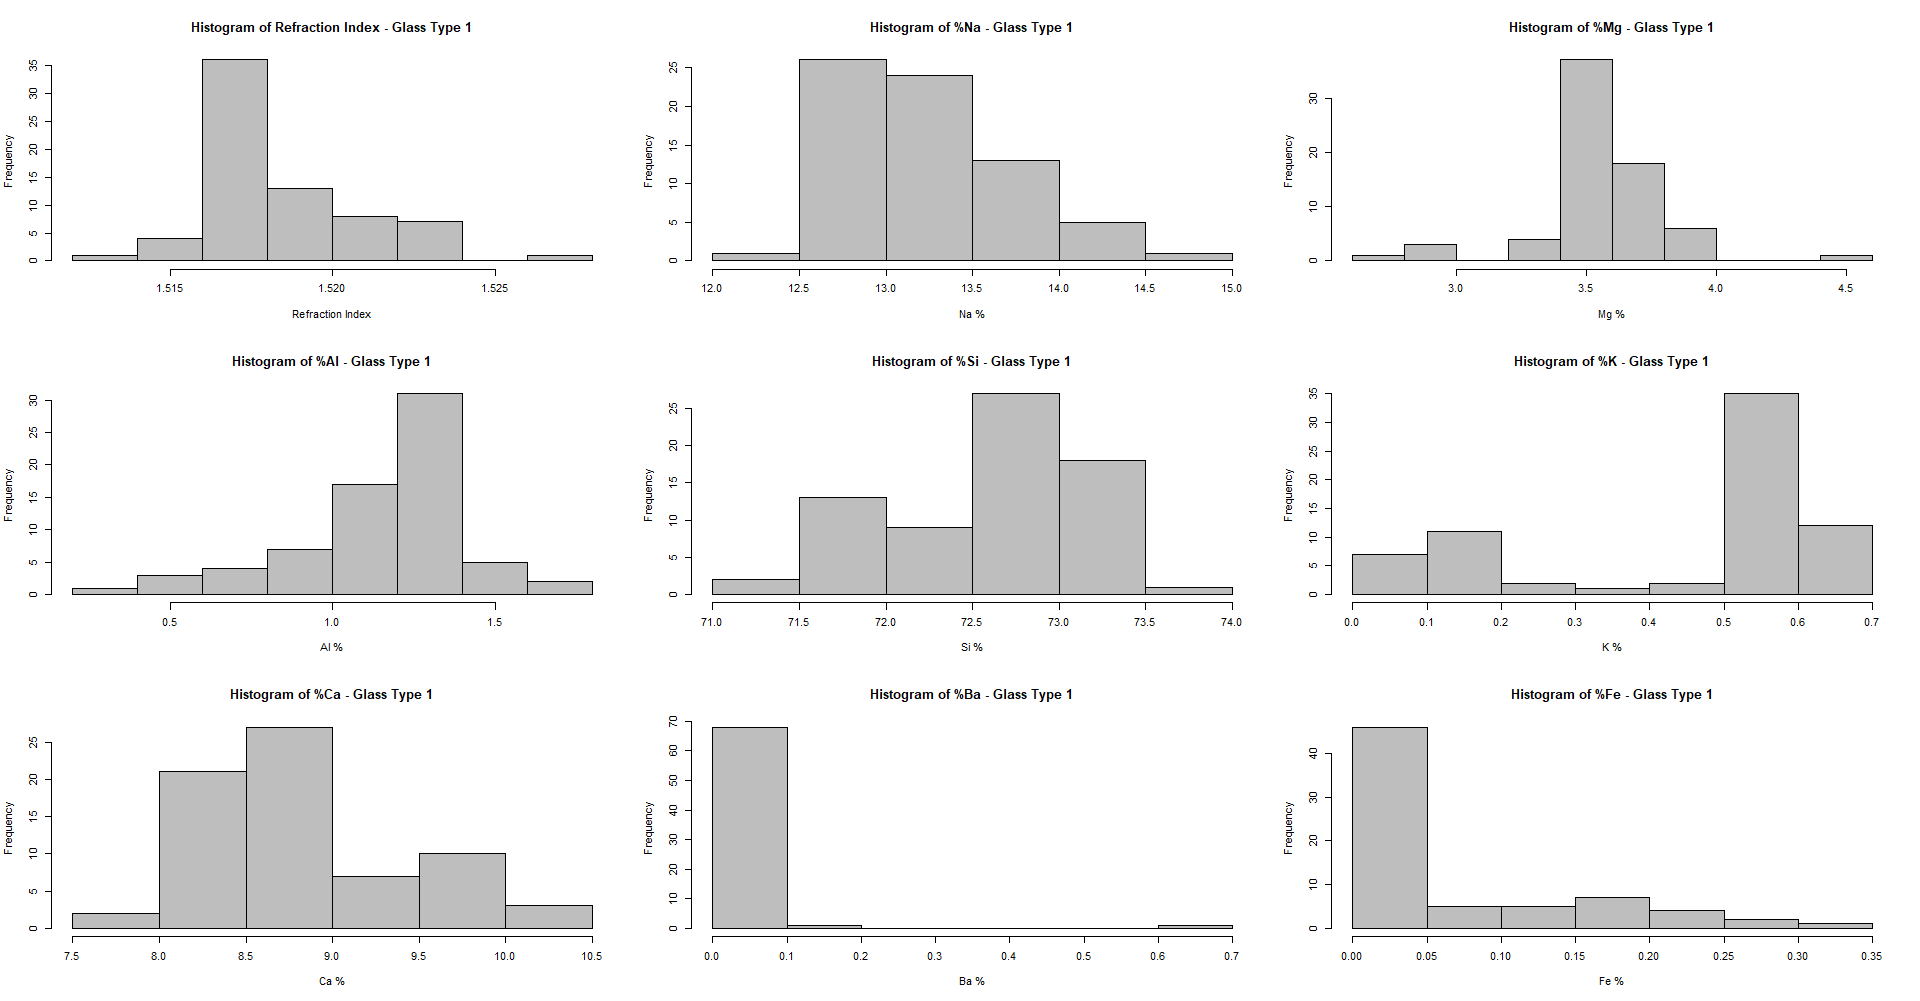 Histogram of Refraction Index - Glass Type 1
Frequency
0 5 10 15 20 25 30 35
1.515 1.520 1.525
Refraction Index
Histogram of %Na - Glass Type 1
Frequency
0 5 10 15 20 25
12.0 12.5 13.0 13.5 14.0 14.5 15.0
Na %
Histogram of %Mg - Glass Type 1
Frequency
0 10 20 30
3.0 3.5 4.0 4.5
Mg %
Histogram of %Al - Glass Type 1
Frequency
0 5 10 15 20 25 30
0.5 1.0 1.5
Al %
Histogram of %Si - Glass Type 1
Frequency
0 5 10 15 20 25
71.0 71.5 72.0 72.5 73.0 73.5 74.0
Si %
Histogram of %K - Glass Type 1
Frequency
0 5 10 15 20 25 30 35
0.0 0.1 0.2 0.3 0.4 0.5 0.6 0.7
K %
Histogram of %Ca - Glass Type 1
Frequency
0 5 10 15 20 25
7.5 8.0 8.5 9.0 9.5 10.0 10.5
Ca %
Histogram of %Ba - Glass Type 1
Frequency
0 10 20 30 40 50 60 70
0.0 0.1 0.2 0.3 0.4 0.5 0.6 0.7
Ba %
Histogram of %Fe - Glass Type 1
Frequency
0 10 20 30 40
0.00 0.05 0.10 0.15 0.20 0.25 0.30 0.35
Fe %